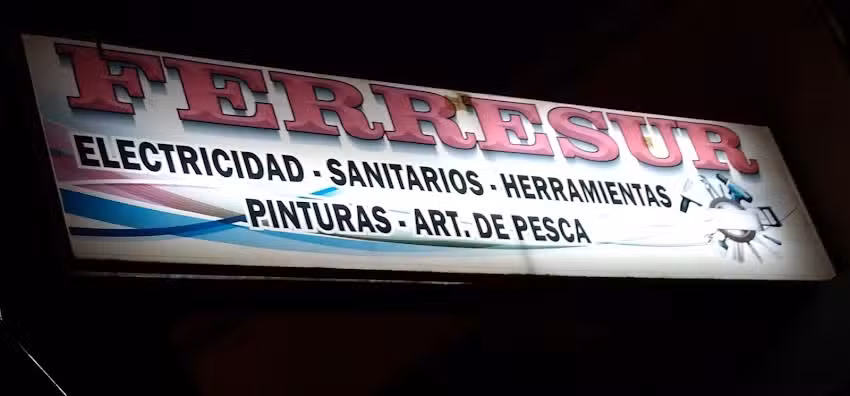 FERRESUR
ELECTRICIDAD - SANITARIOS - HERRAMIENTAS
PINTURAS - ART. DE PESCA